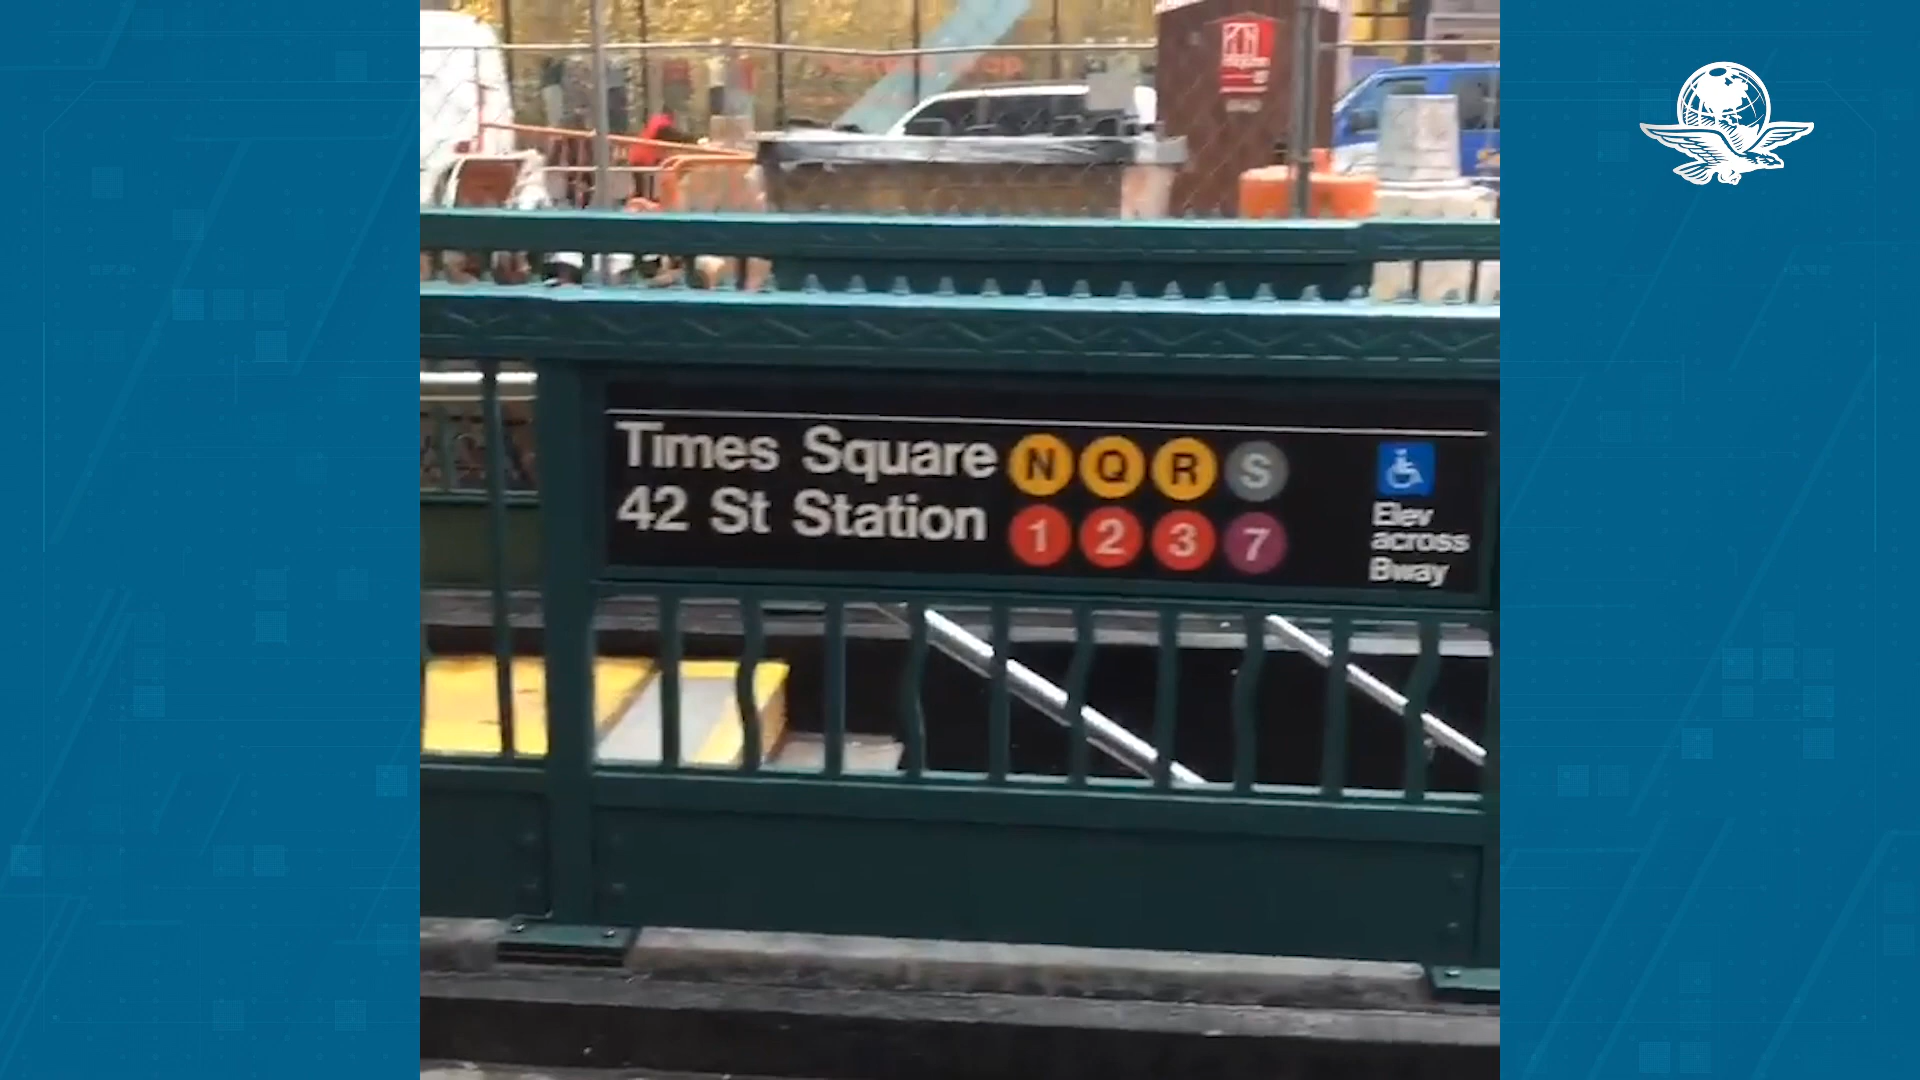 Times Square N Q R S
42 St Station 1 2 3 7
Elev
across
Bway